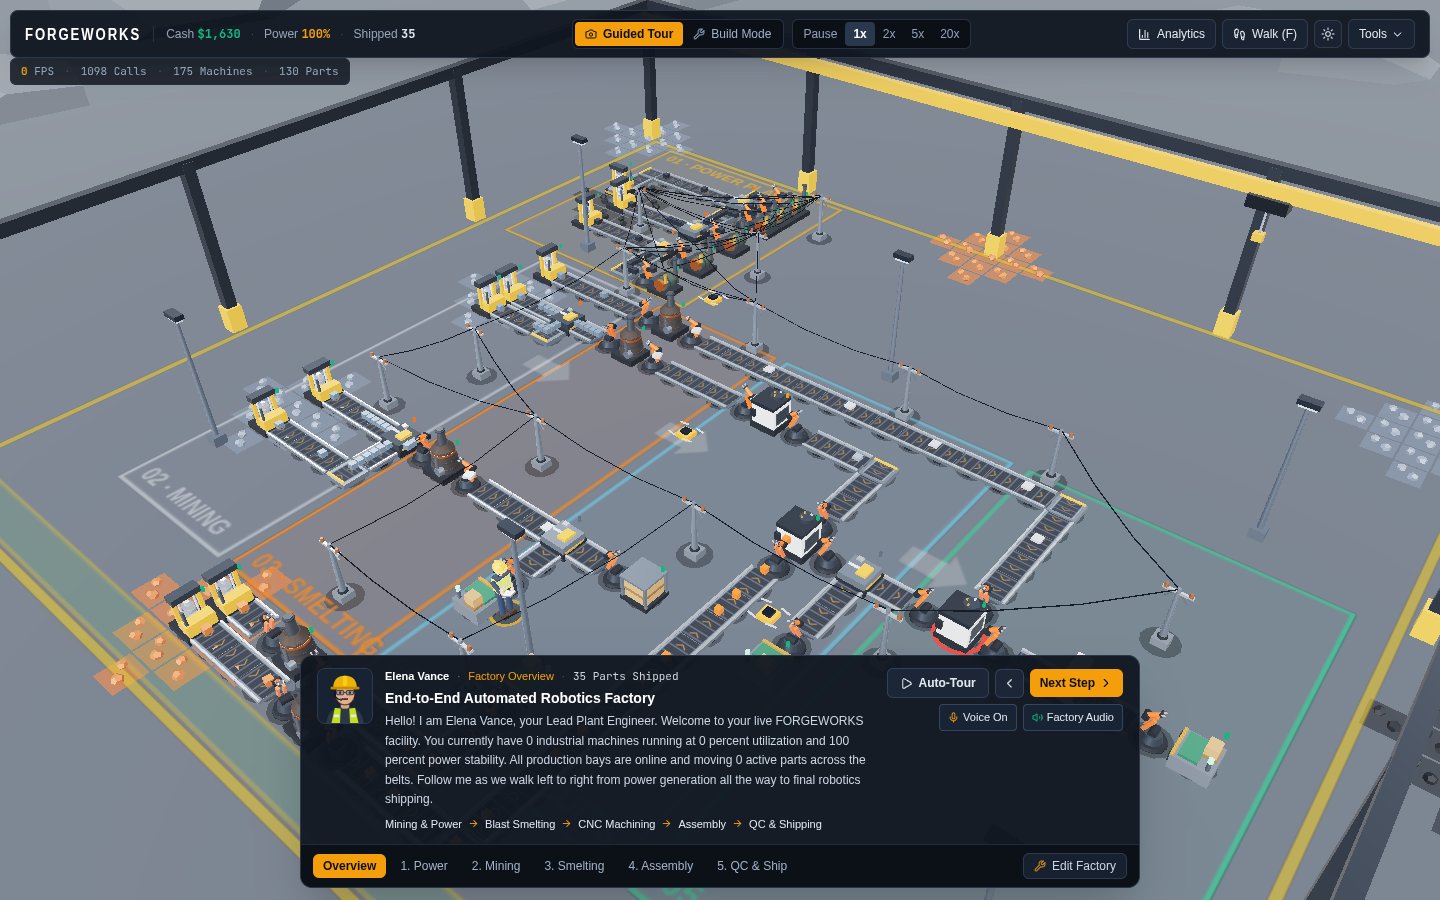 FORGEWORKS Cash $1,630 · Power 100% · Shipped 35 Guided Tour Build Mode Pause 1x 2x 5x 20x Analytics Walk (F) Tools
0 FPS · 1098 Calls · 175 Machines · 130 Parts
01 · POWER
02 · MINING
03 · SMELTING
Elena Vance · Factory Overview · 35 Parts Shipped
End-to-End Automated Robotics Factory
Hello! I am Elena Vance, your Lead Plant Engineer. Welcome to your live FORGEWORKS
facility. You currently have 0 industrial machines running at 0 percent utilization and 100
percent power stability. All production bays are online and moving 0 active parts across the
belts. Follow me as we walk left to right from power generation all the way to final robotics
shipping.
Mining & Power → Blast Smelting → CNC Machining → Assembly → QC & Shipping
Auto-Tour Next Step
Voice On Factory Audio
Overview 1. Power 2. Mining 3. Smelting 4. Assembly 5. QC & Ship Edit Factory